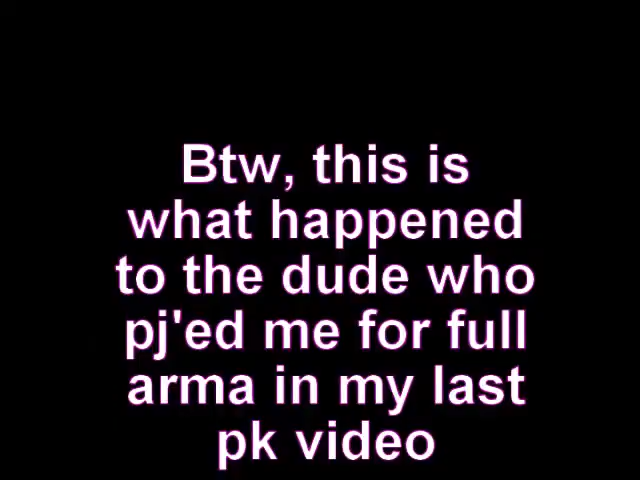 Btw, this is
what happened
to the dude who
pj'ed me for full
arma in my last
pk video